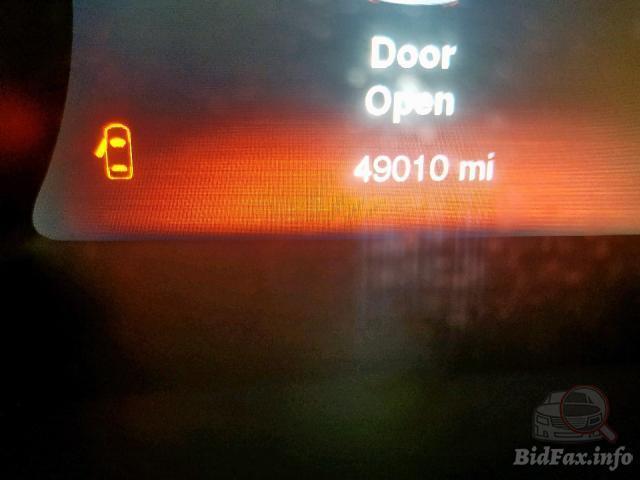 Door
Open
49010 mi
BidFax.info